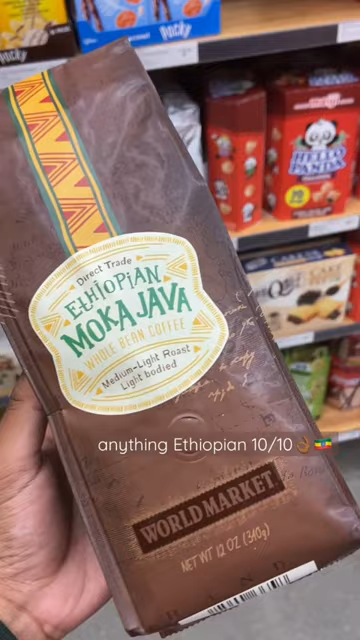 POCKY
POCKY
HELLO
PANDA
Direct Trade
ETHIOPIAN
MOKA JAVA
WHOLE BEAN COFFEE
Medium-Light Roast
Light bodied
anything Ethiopian 10/10👌🏾🇪🇹
WORLD MARKET
NET WT 12 OZ (340g)